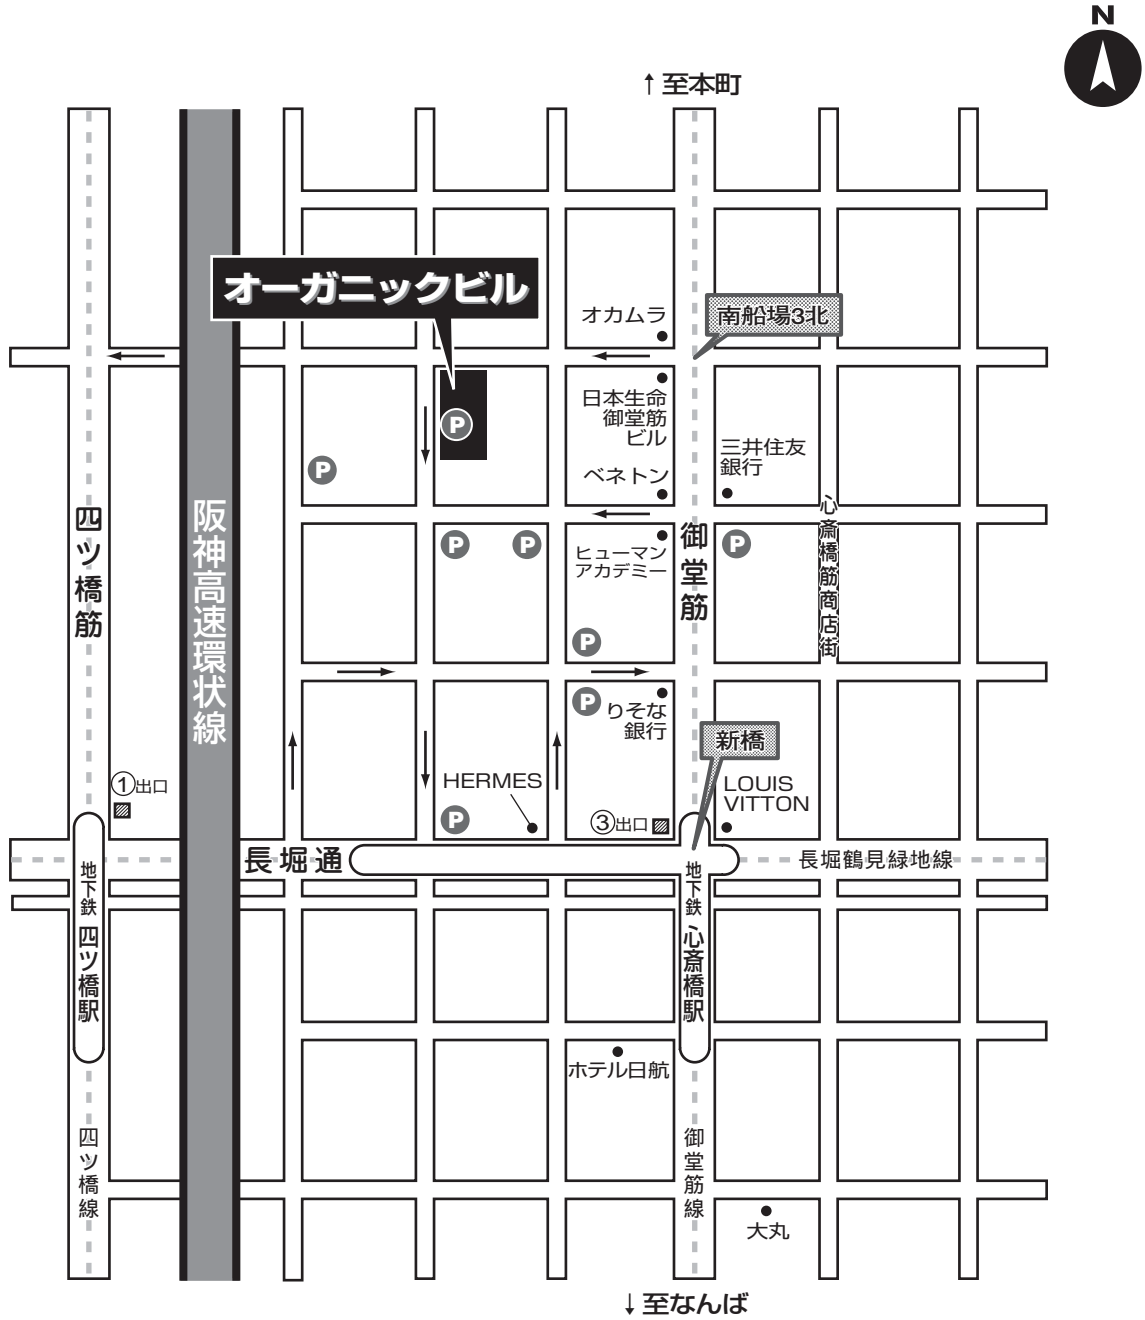 N
↑至本町
オーガニックビル
オカムラ
南船場3北
日本生命
御堂筋
ビル
P
三井住友
銀行
P
ベネトン
四ツ橋筋
阪神高速環状線
御堂筋
心斎橋筋商店街
P
P
ヒューマン
アカデミー
P
P
P
りそな
銀行
新橋
①出口
HERMES
LOUIS
VITTON
P
③出口
長堀通
長堀鶴見緑地線
地下鉄 四ツ橋駅
地下鉄 心斎橋駅
ホテル日航
四ツ橋線
御堂筋線
大丸
↓至なんば